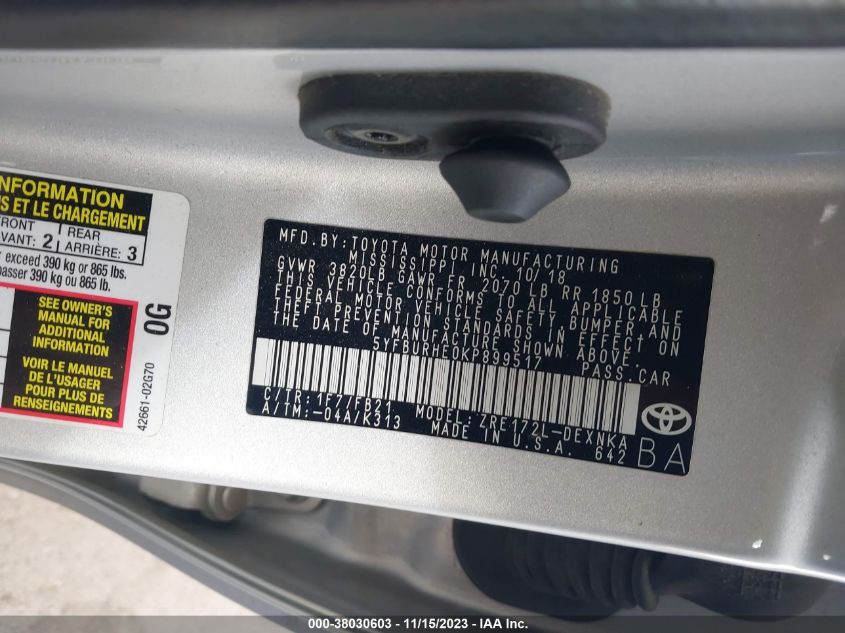 INFORMATION
S ET LE CHARGEMENT
FRONT
VANT: 2
REAR
ARRIÈRE: 3
exceed 390 kg or 865 lbs.
passer 390 kg ou 865 lb.
SEE OWNER'S
MANUAL FOR
ADDITIONAL
INFORMATION
VOIR LE MANUEL
DE L'USAGER
POUR PLUS DE
RENSEIGNEMENTS
0G
42661-02G70
MFD.BY:TOYOTA MOTOR MANUFACTURING
MISSISSIPPI INC. 10/18
GVWR 3820LB GAWR FR 2070LB RR 1850LB
THIS VEHICLE CONFORMS TO ALL APPLICABLE
FEDERAL MOTOR VEHICLE SAFETY, BUMPER, AND
THEFT PREVENTION STANDARDS IN EFFECT ON
THE DATE OF MANUFACTURE SHOWN ABOVE.
5YFBURHE0KP899517 PASS.CAR
C/TR:1F7/FB21 MODEL:ZRE172L-DEXNKA
A/TM:-04A/K313 MADE IN U.S.A. 642
BA
000-38030603 - 11/15/2023 - IAA Inc.